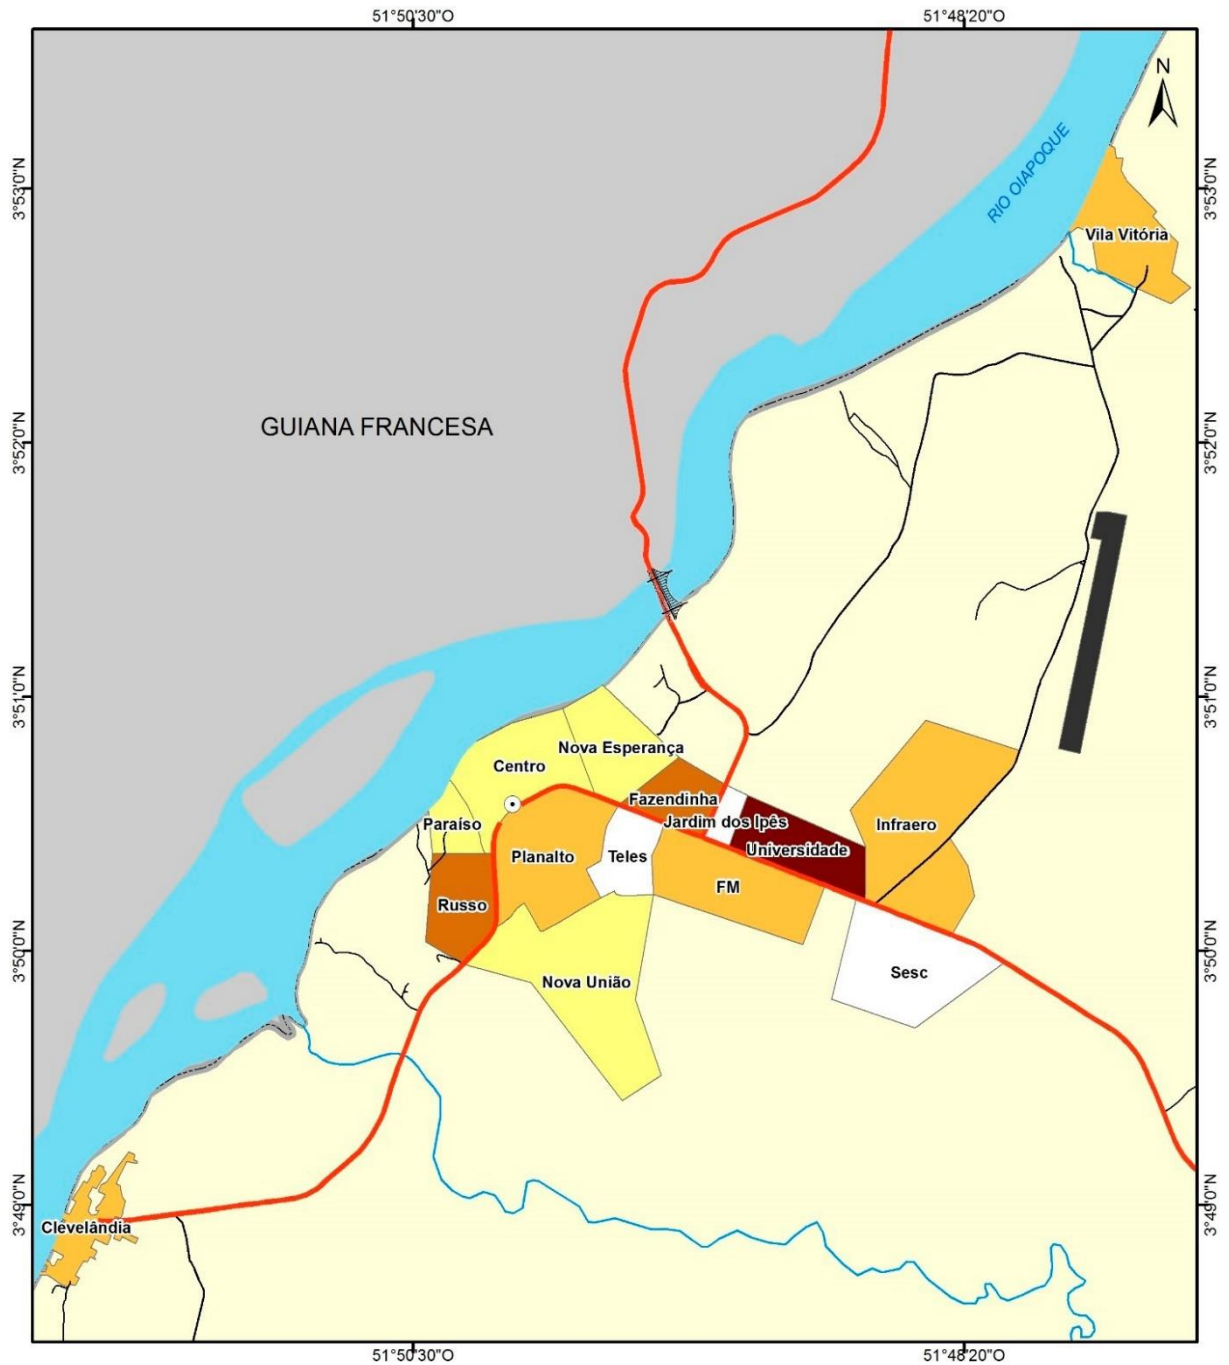 51°50'30"O
51°48'20"O
N
3°53'0"N
3°53'0"N
RIO OIAPOQUE
Vila Vitória
GUIANA FRANCESA
3°52'0"N
3°52'0"N
3°51'0"N
3°51'0"N
Nova Esperança
Centro
Fazendinha
Paraíso
Jardim dos Ipês
Infraero
Planalto
Teles
Universidade
FM
Russo
3°50'0"N
3°50'0"N
Sesc
Nova União
3°49'0"N
3°49'0"N
Clevelândia
51°50'30"O
51°48'20"O